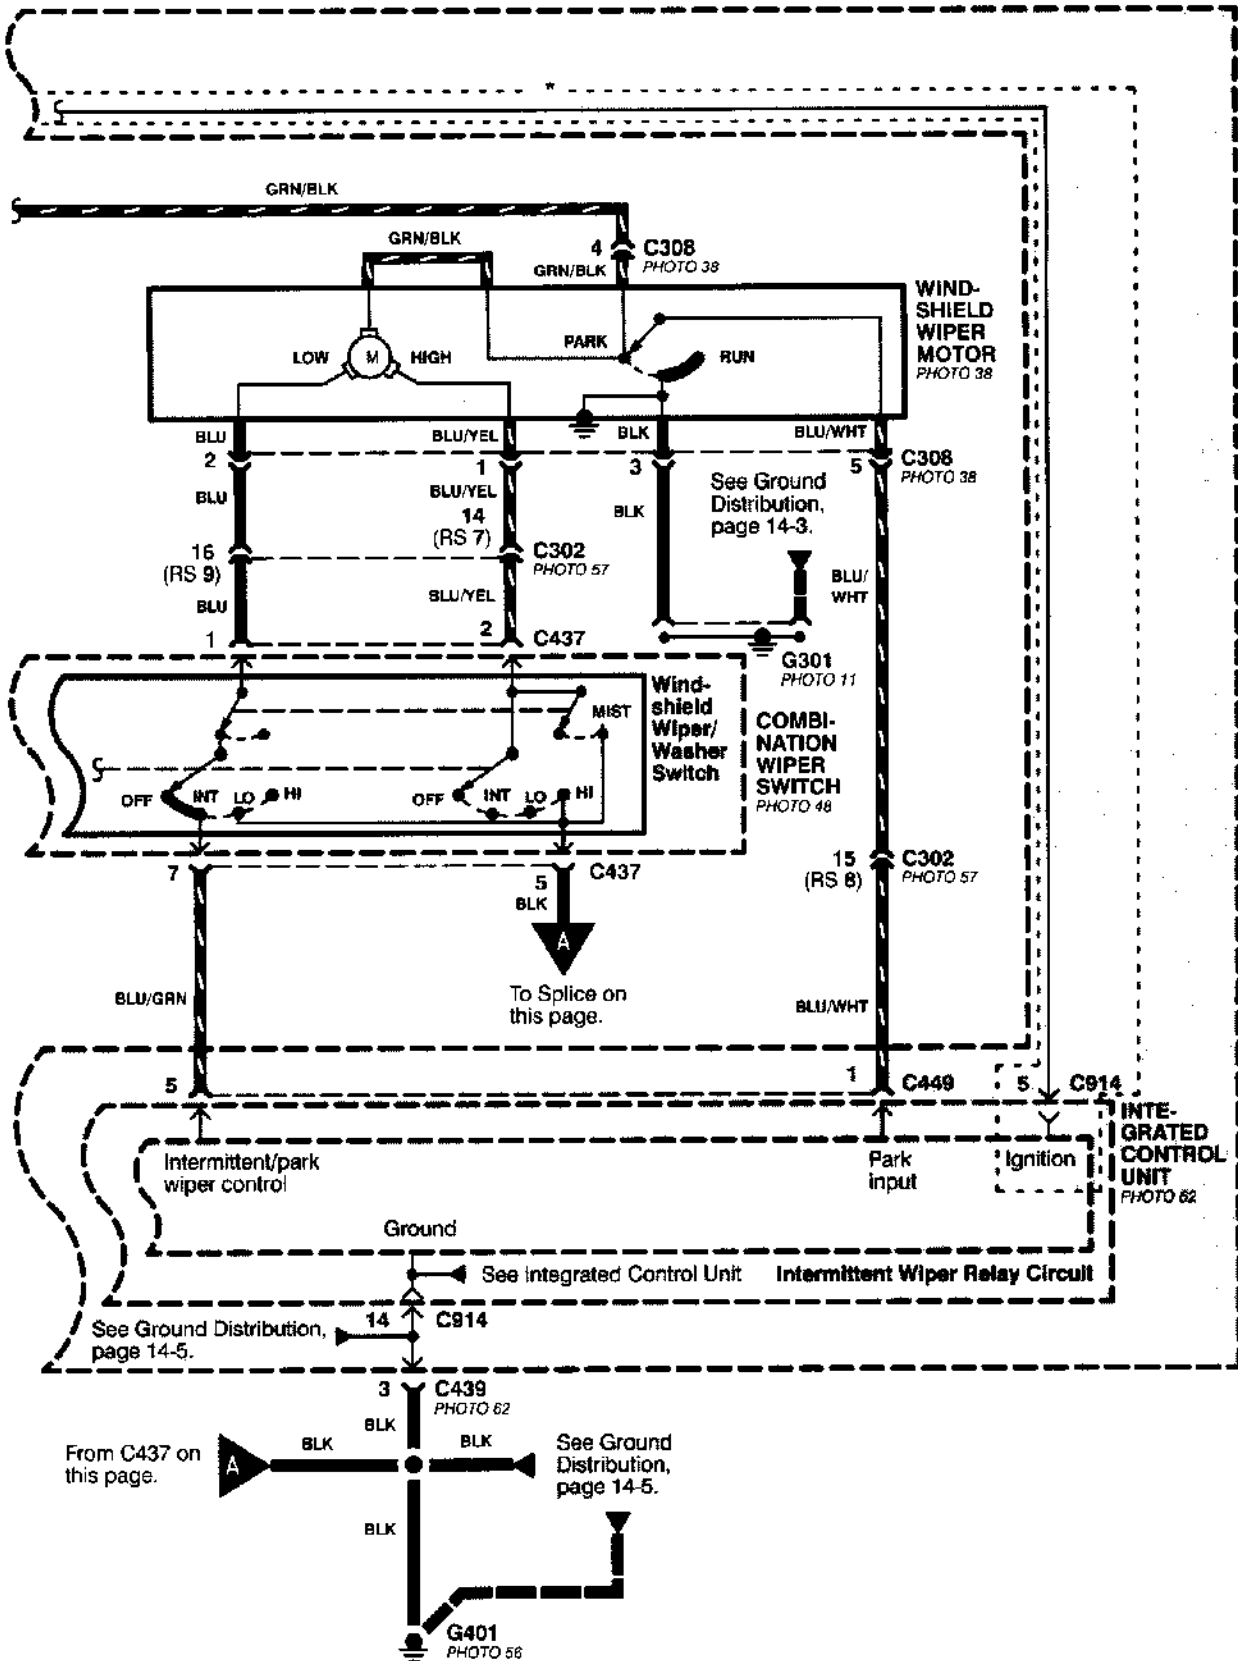 *
GRN/BLK
GRN/BLK
4 C308
PHOTO 38
GRN/BLK
WIND-
SHIELD
WIPER
MOTOR
PHOTO 38
PARK
LOW M HIGH
RUN
BLU
BLU/YEL
BLK
BLU/WHT
2
1
3
5
C308
PHOTO 38
BLU
BLU/YEL
BLK
See Ground
Distribution,
page 14-3.
14
(RS 7)
16
(RS 9)
C302
PHOTO 57
BLU
BLU/YEL
BLU/
WHT
1
2
C437
G301
PHOTO 11
Wind-
shield
Wiper/
Washer
Switch
MIST
COMBI-
NATION
WIPER
SWITCH
PHOTO 48
OFF INT LO HI
OFF INT LO HI
7
5
C437
BLK
15
(RS 8)
C302
PHOTO 57
A
To Splice on
this page.
BLU/GRN
BLU/WHT
5
1
C449
5
C914
INTE-
GRATED
CONTROL
UNIT
PHOTO 62
Intermittent/park
wiper control
Park
input
Ignition
Ground
See Integrated Control Unit
Intermittent Wiper Relay Circuit
14 C914
See Ground Distribution,
page 14-5.
3 C439
PHOTO 62
BLK
From C437 on
this page.
A
BLK
BLK
See Ground
Distribution,
page 14-5.
BLK
G401
PHOTO 56